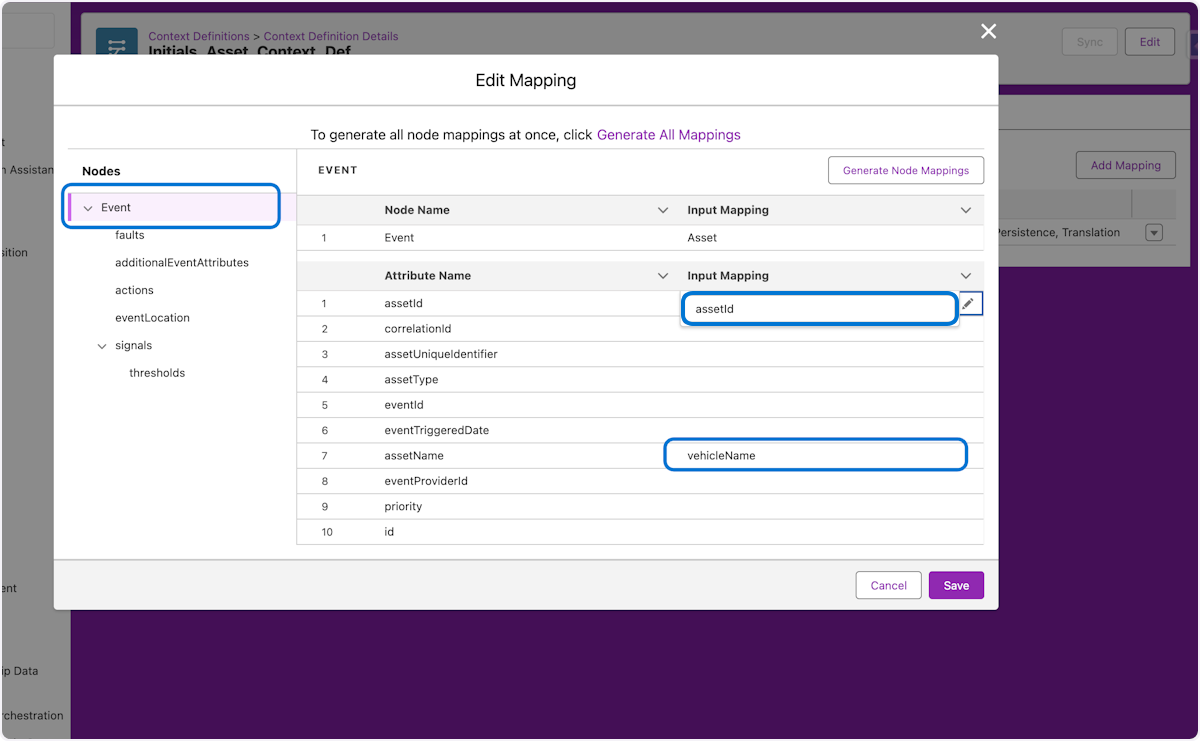 Context Definitions > Context Definition Details
Initials_Asset_Context_Def
Sync
Edit
Edit Mapping
To generate all node mappings at once, click Generate All Mappings
Add Mapping
Nodes
EVENT
Generate Node Mappings
Event
faults
additionalEventAttributes
actions
eventLocation
signals
thresholds
Node Name Input Mapping
1 Event Asset
Attribute Name Input Mapping
1 assetId assetId
2 correlationId
3 assetUniqueIdentifier
4 assetType
5 eventId
6 eventTriggeredDate
7 assetName vehicleName
8 eventProviderId
9 priority
10 id
Persistence, Translation
Cancel
Save
n Assistan
sition
ent
ip Data
rchestration